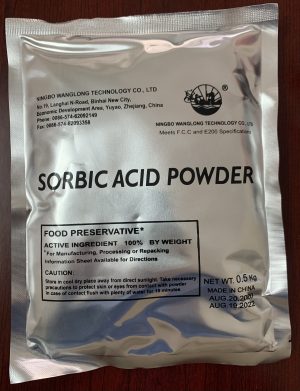 NINGBO WANGLONG TECHNOLOGY CO., LTD
No.19, Langhai N-Road, Binhai New City,
Economic Development Area, Yuyao, Zhejiang, China
Phone: 0086-574-62092149
Fax: 0086-574-62093358
®
NINGBO WANGLONG TECHNOLOGY CO., LTD
Meets F.C.C and E200 Specifications
SORBIC ACID POWDER
FOOD PRESERVATIVE*
ACTIVE INGREDIENT 100% BY WEIGHT
*For Manufacturing, Processing or Repacking
Information Sheet Available for Directions
CAUTION:
Store in cool dry place away from direct sunlight. Take necessary
precautions to protect skin or eyes from contact with powder
in case of contact flush with plenty of water for 15 minutes
NET WT. 0.5Kg
MADE IN CHINA
AUG.20.
AUG.19.2022